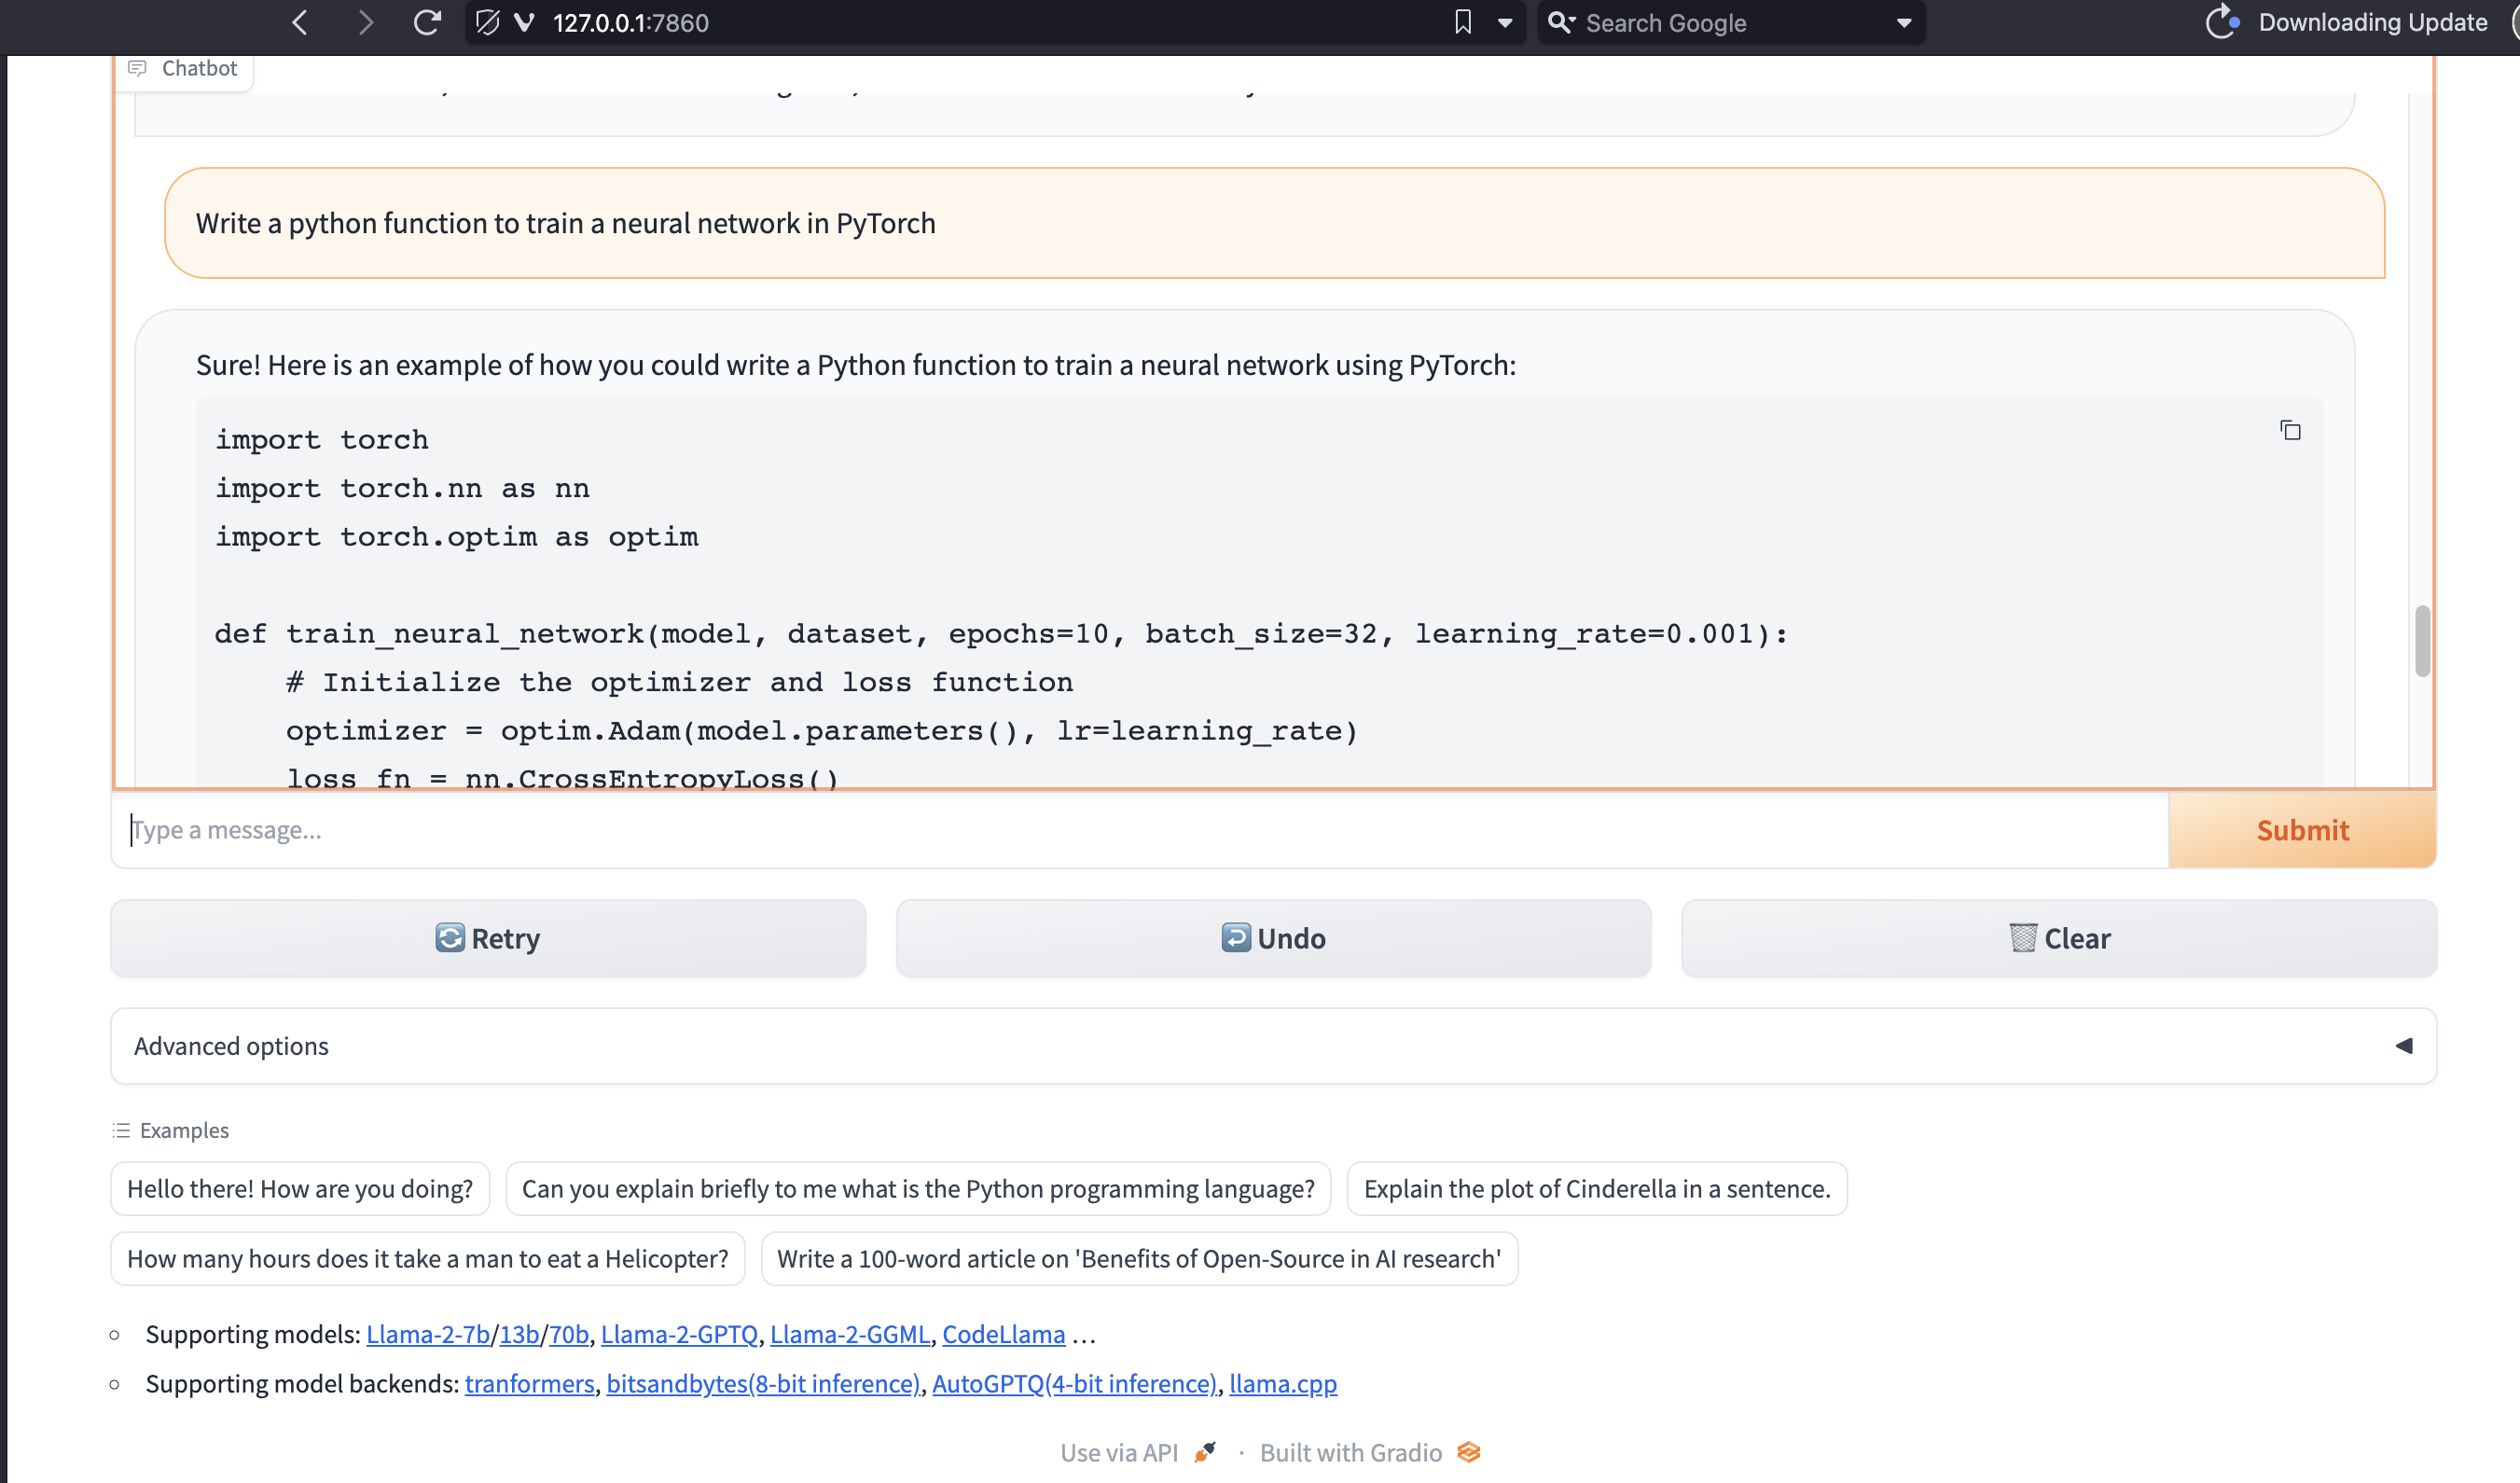 127.0.0.1:7860
Search Google
Downloading Update
Chatbot
Write a python function to train a neural network in PyTorch
Sure! Here is an example of how you could write a Python function to train a neural network using PyTorch:
import torch
import torch.nn as nn
import torch.optim as optim
def train_neural_network(model, dataset, epochs=10, batch_size=32, learning_rate=0.001):
    # Initialize the optimizer and loss function
    optimizer = optim.Adam(model.parameters(), lr=learning_rate)
    loss_fn = nn.CrossEntropyLoss()
Type a message...
Submit
Retry
Undo
Clear
Advanced options
Examples
Hello there! How are you doing?
Can you explain briefly to me what is the Python programming language?
Explain the plot of Cinderella in a sentence.
How many hours does it take a man to eat a Helicopter?
Write a 100-word article on 'Benefits of Open-Source in AI research'
Supporting models: Llama-2-7b/13b/70b, Llama-2-GPTQ, Llama-2-GGML, CodeLlama ...
Supporting model backends: tranformers, bitsandbytes(8-bit inference), AutoGPTQ(4-bit inference), llama.cpp
Use via API · Built with Gradio